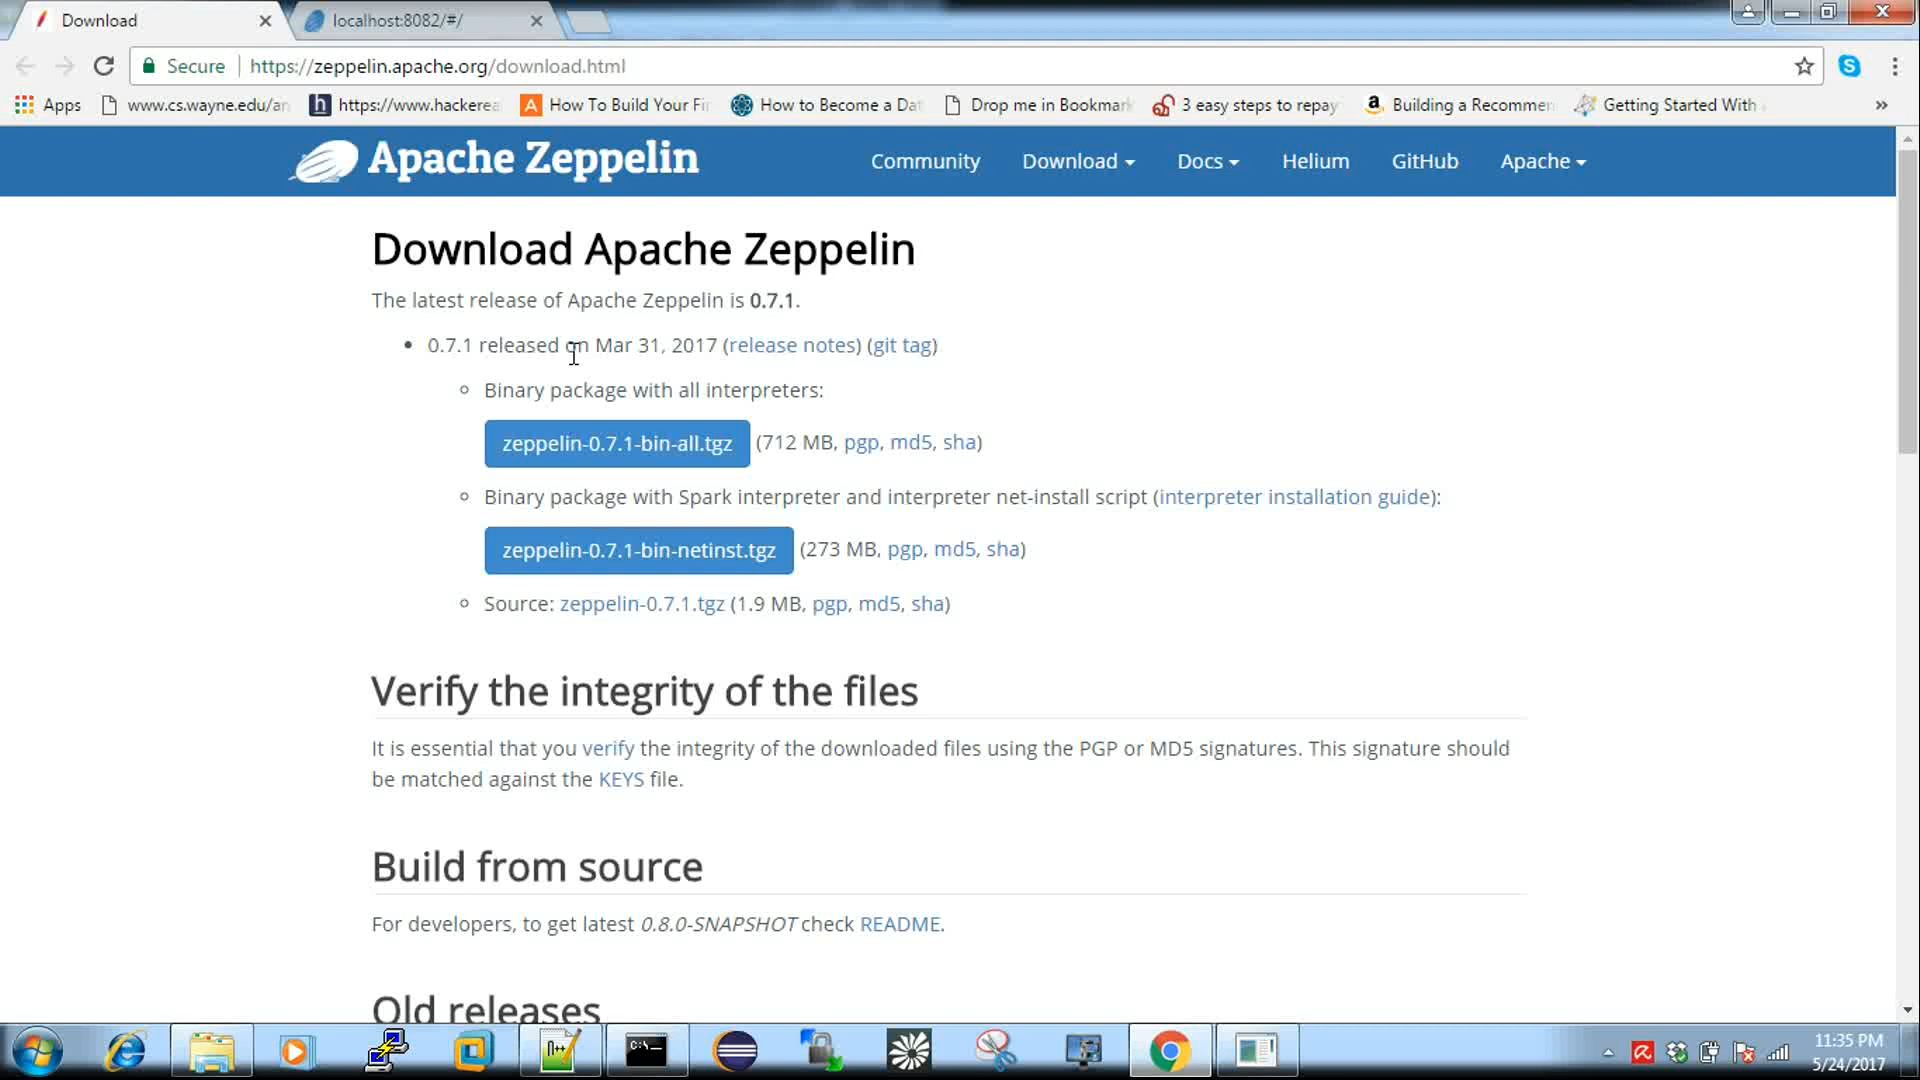 Download
localhost:8082/#/
Secure
https://zeppelin.apache.org/download.html
Apps
www.cs.wayne.edu/an
https://www.hackerea
How To Build Your Fi
How to Become a Dat
Drop me in Bookmark
3 easy steps to repay
Building a Recommen
Getting Started With
Apache Zeppelin
Community
Download
Docs
Helium
GitHub
Apache
Download Apache Zeppelin
The latest release of Apache Zeppelin is 0.7.1.
0.7.1 released on Mar 31, 2017 (release notes) (git tag)
Binary package with all interpreters:
zeppelin-0.7.1-bin-all.tgz (712 MB, pgp, md5, sha)
Binary package with Spark interpreter and interpreter net-install script (interpreter installation guide):
zeppelin-0.7.1-bin-netinst.tgz (273 MB, pgp, md5, sha)
Source: zeppelin-0.7.1.tgz (1.9 MB, pgp, md5, sha)
Verify the integrity of the files
It is essential that you verify the integrity of the downloaded files using the PGP or MD5 signatures. This signature should
be matched against the KEYS file.
Build from source
For developers, to get latest 0.8.0-SNAPSHOT check README.
Old releases
11:35 PM
5/24/2017